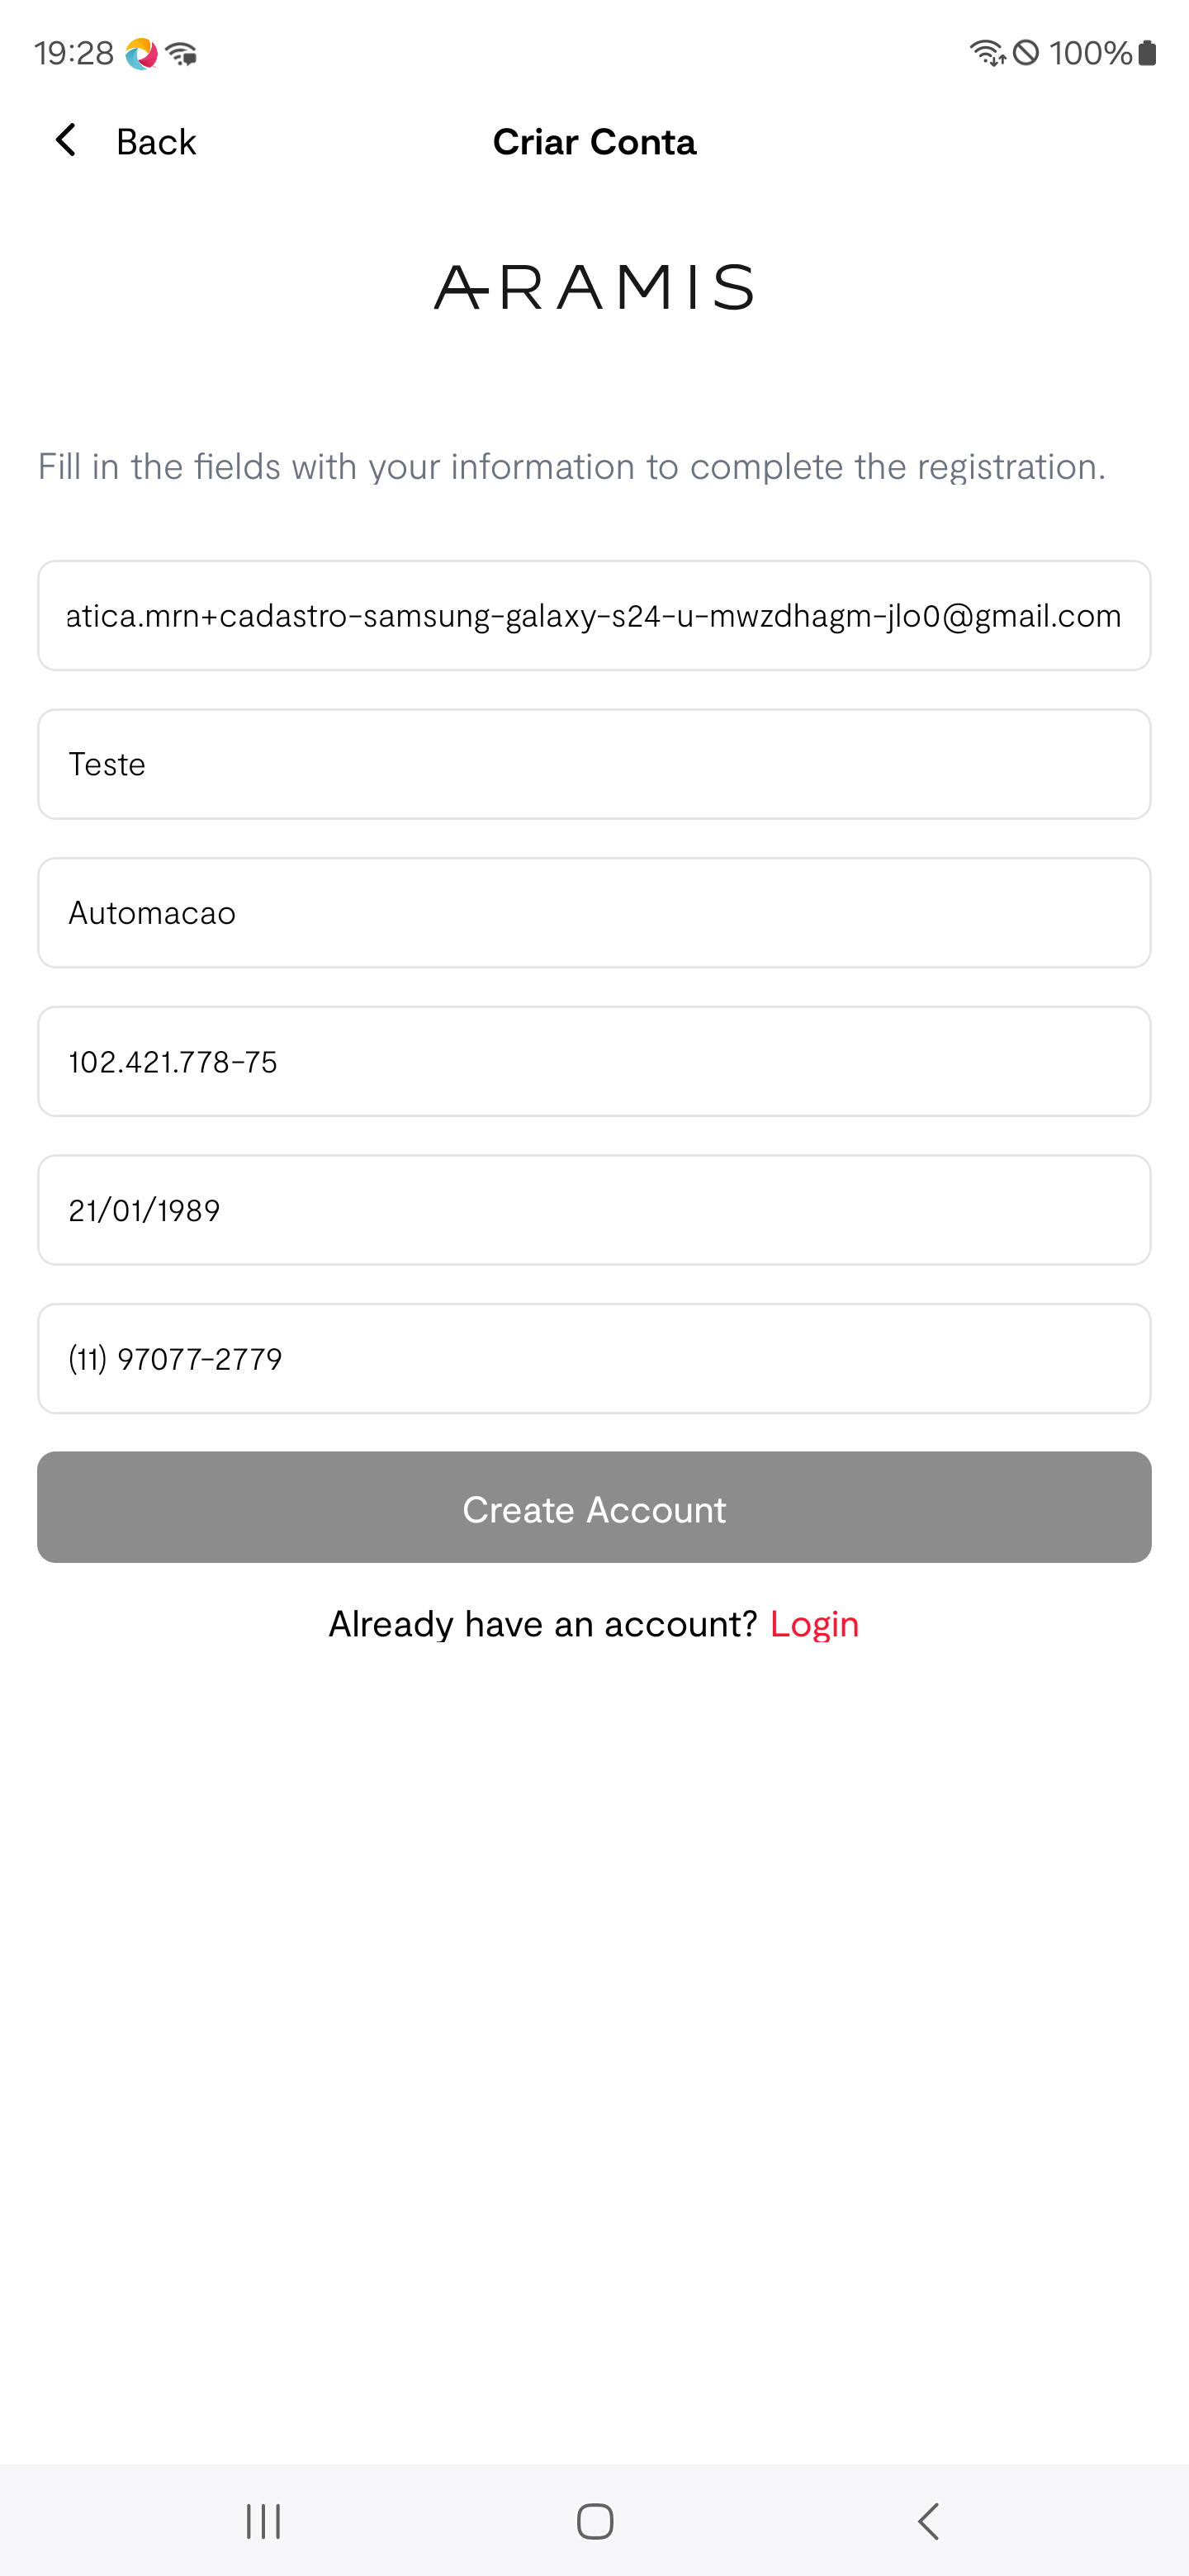 19:28
100%
Back
Criar Conta
ARAMIS
Fill in the fields with your information to complete the registration.
atica.mrn+cadastro-samsung-galaxy-s24-u-mwzdhagm-jlo0@gmail.com
Teste
Automacao
102.421.778-75
21/01/1989
(11) 97077-2779
Create Account
Already have an account? Login